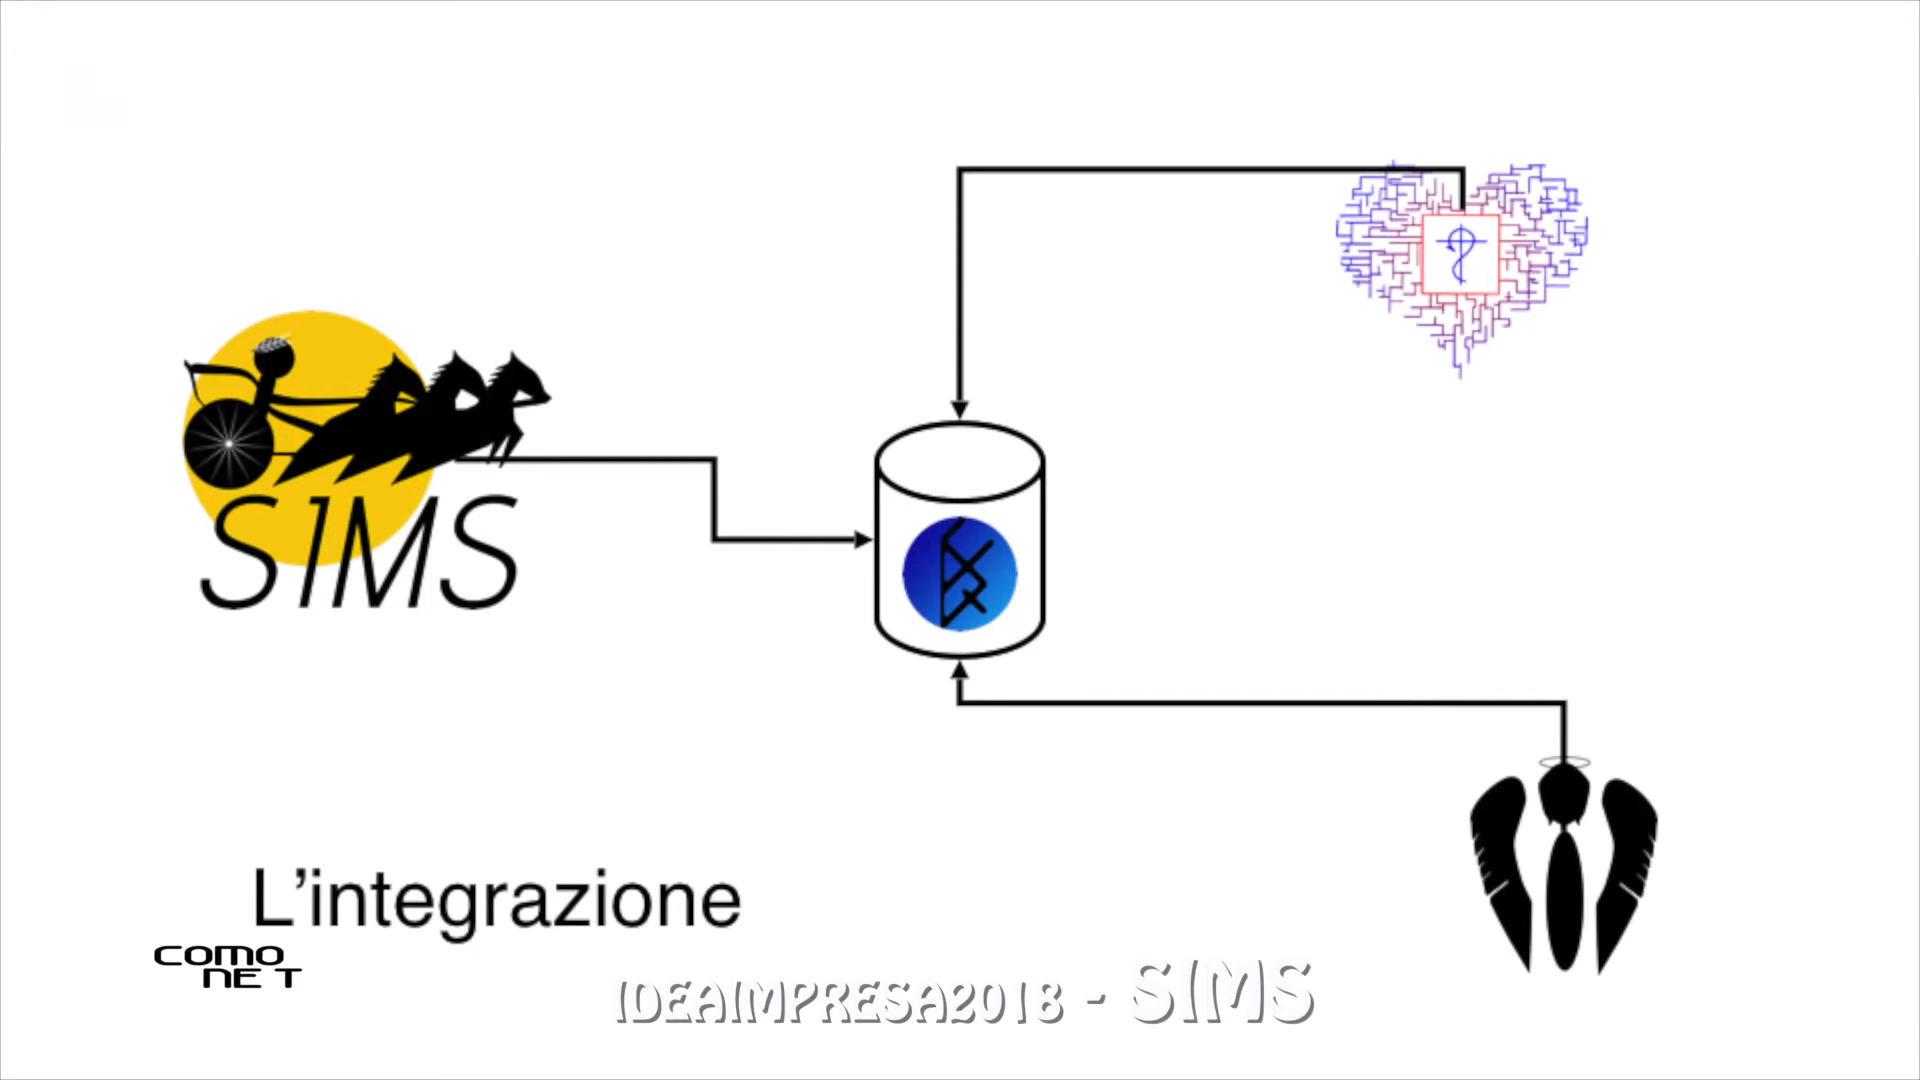 SIMS
L'integrazione
COMO
NET
IDEAIMPRESA2018 - SIMS